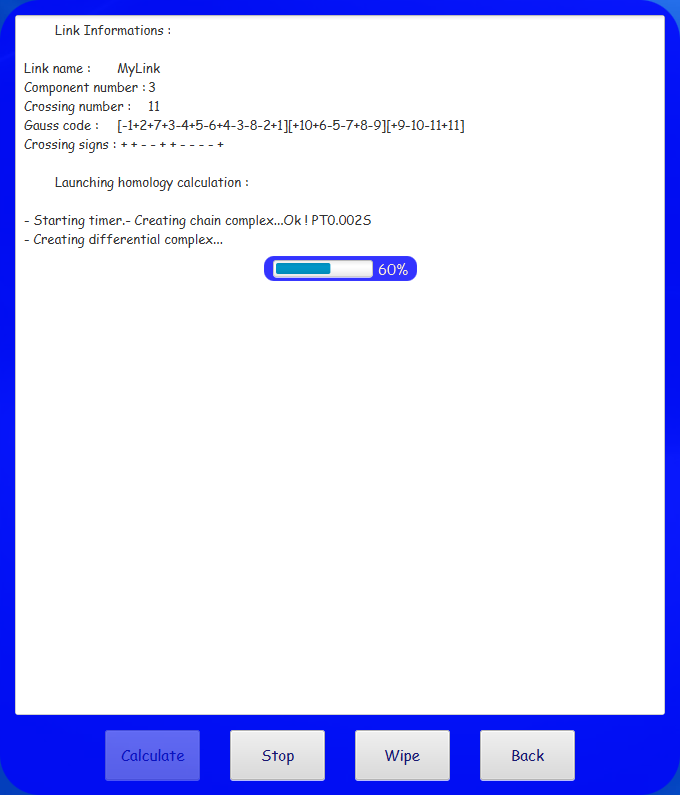 Link Informations :
Link name : MyLink
Component number : 3
Crossing number : 11
Gauss code : [-1+2+7+3-4+5-6+4-3-8-2+1][+10+6-5-7+8-9][+9-10-11+11]
Crossing signs : + + - - + + - - - - +
Launching homology calculation :
- Starting timer.- Creating chain complex...Ok ! PT0.002S
- Creating differential complex...
60%
Calculate Stop Wipe Back